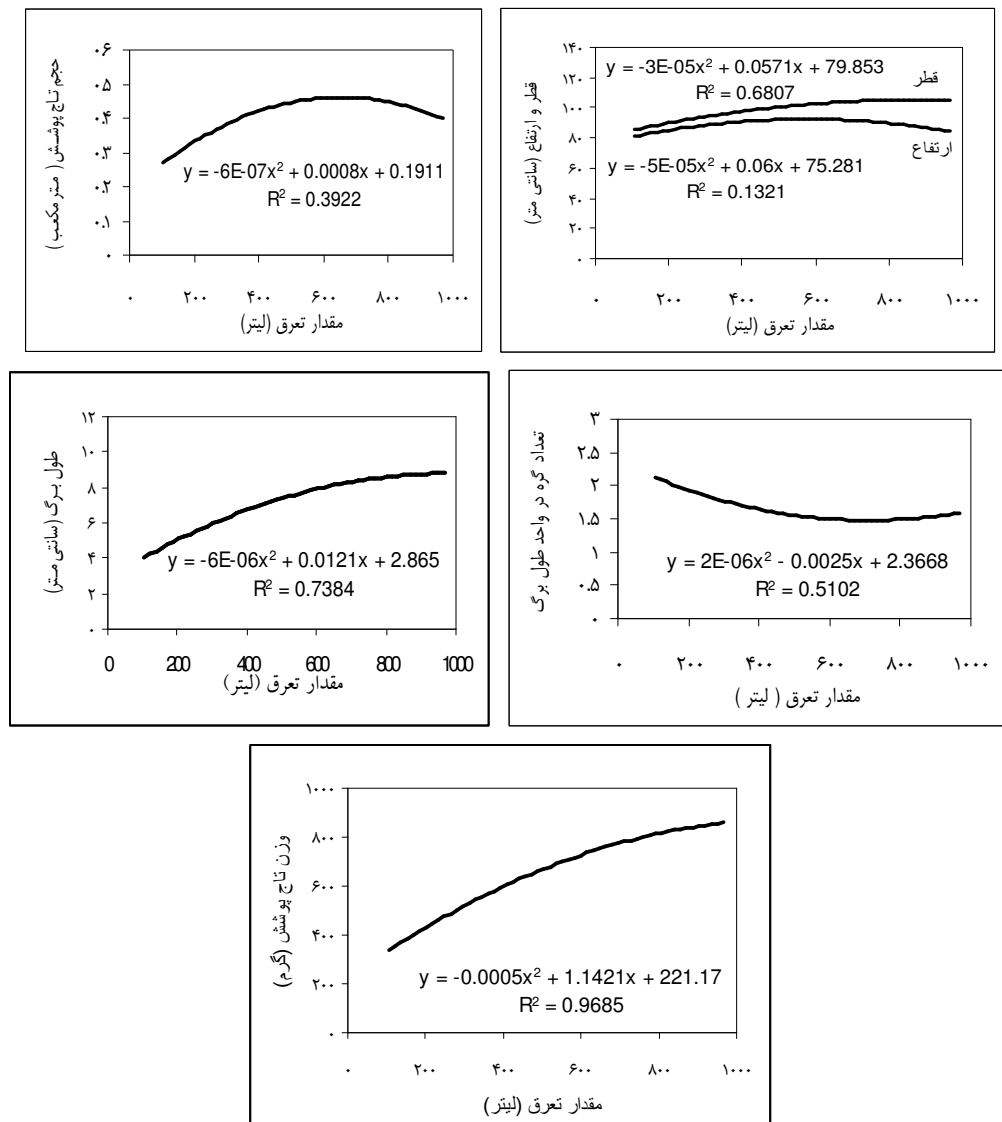 حجم تاج پوشش ( متر مکعب )
۰.۶
۰.۵
۰.۴
۰.۳
۰.۲
۰.۱
۰
y = -6E-07x² + 0.0008x + 0.1911
R² = 0.3922
۰ ۲۰۰ ۴۰۰ ۶۰۰ ۸۰۰ ۱۰۰۰
مقدار تعرق (لیتر)
قطر و ارتفاع (سانتی متر)
۱۴۰
۱۲۰
۱۰۰
۸۰
۶۰
۴۰
۲۰
۰
y = -3E-05x² + 0.0571x + 79.853
R² = 0.6807
قطر
ارتفاع
y = -5E-05x² + 0.06x + 75.281
R² = 0.1321
۰ ۲۰۰ ۴۰۰ ۶۰۰ ۸۰۰ ۱۰۰۰
مقدار تعرق (لیتر)
طول برگ (سانتی متر)
۱۲
۱۰
۸
۶
۴
۲
۰
y = -6E-06x² + 0.0121x + 2.865
R² = 0.7384
0 200 400 600 800 1000
مقدار تعرق (لیتر)
تعداد گره در واحد طول برگ
۳
۲.۵
۲
۱.۵
۱
۰.۵
۰
y = 2E-06x² - 0.0025x + 2.3668
R² = 0.5102
۰ ۲۰۰ ۴۰۰ ۶۰۰ ۸۰۰ ۱۰۰۰
مقدار تعرق ( لیتر )
وزن تاج پوشش (گرم)
۱۰۰۰
۸۰۰
۶۰۰
۴۰۰
۲۰۰
۰
y = -0.0005x² + 1.1421x + 221.17
R² = 0.9685
۰ ۲۰۰ ۴۰۰ ۶۰۰ ۸۰۰ ۱۰۰۰
مقدار تعرق (لیتر)